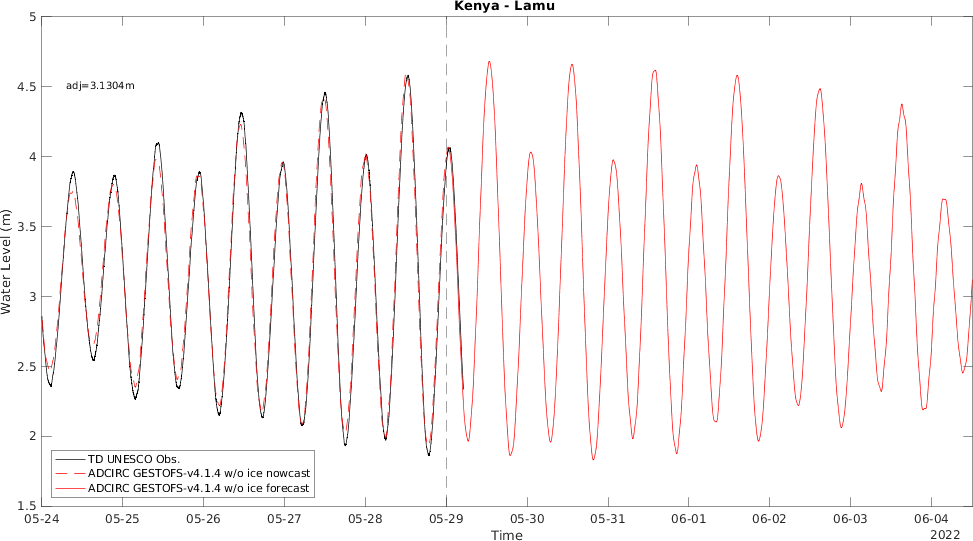 Kenya - Lamu
5
4.5
4
3.5
3
2.5
2
1.5
Water Level (m)
adj=3.1304m
TD UNESCO Obs.
ADCIRC GESTOFS-v4.1.4 w/o ice nowcast
ADCIRC GESTOFS-v4.1.4 w/o ice forecast
05-24 05-25 05-26 05-27 05-28 05-29 05-30 05-31 06-01 06-02 06-03 06-04
2022
Time